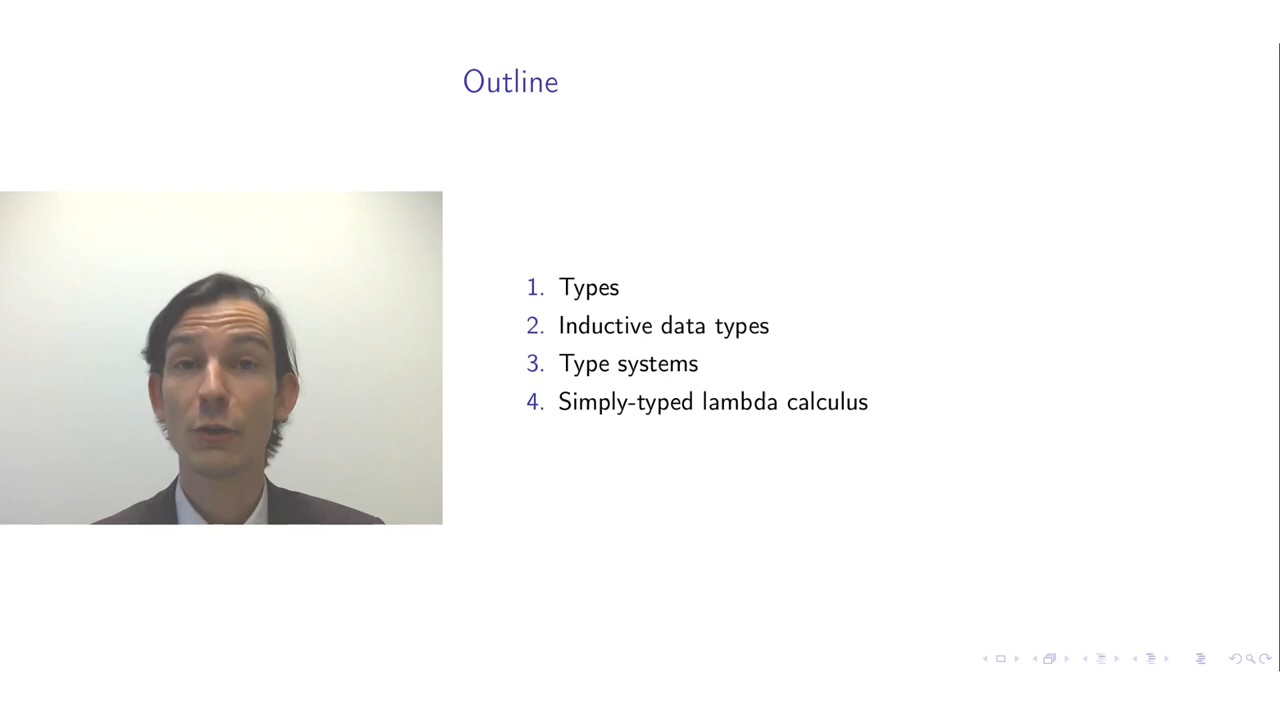 Outline
1. Types
2. Inductive data types
3. Type systems
4. Simply-typed lambda calculus